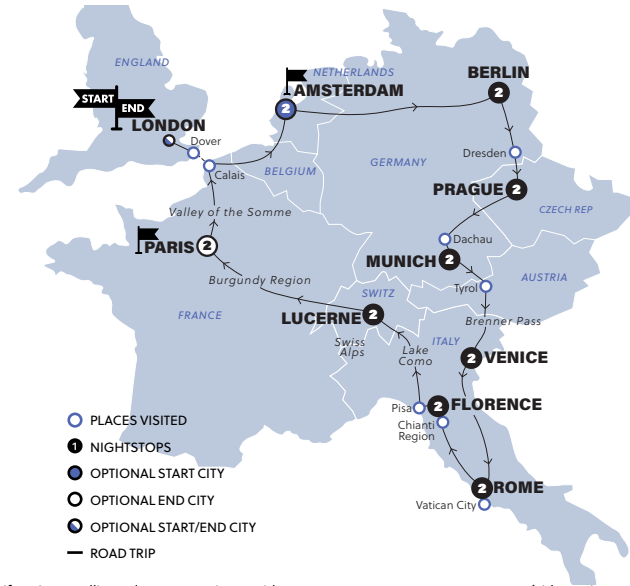 ENGLAND
NETHERLANDS
BERLIN
2
START
END
AMSTERDAM
2
LONDON
Dover
Calais
BELGIUM
GERMANY
Dresden
PRAGUE
2
CZECH REP
Valley of the Somme
PARIS
2
Dachau
MUNICH
2
AUSTRIA
Tyrol
Burgundy Region
SWITZ
FRANCE
LUCERNE
2
Brenner Pass
Swiss
Alps
Lake
Como
ITALY
2
VENICE
Pisa
2
FLORENCE
Chianti
Region
2
ROME
Vatican City
PLACES VISITED
1
NIGHTSTOPS
OPTIONAL START CITY
OPTIONAL END CITY
OPTIONAL START/END CITY
ROAD TRIP